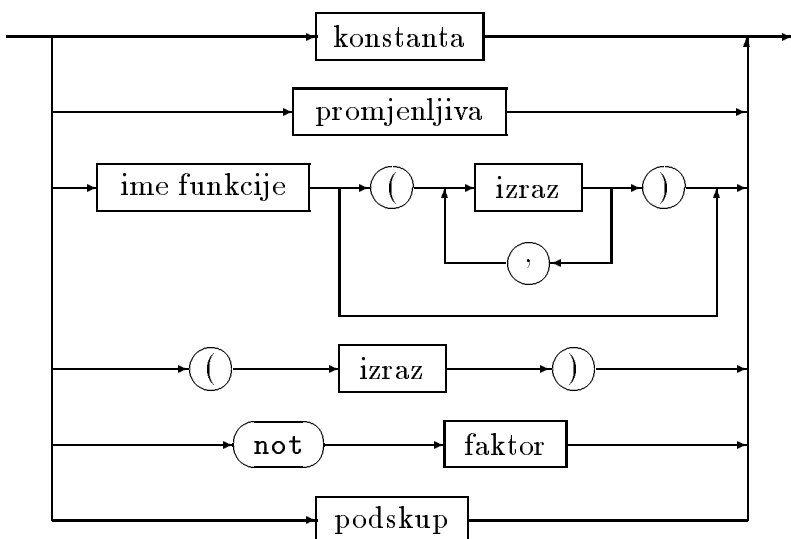 konstanta
promjenljiva
ime funkcije ( izraz )
,
( izraz )
not faktor
podskup